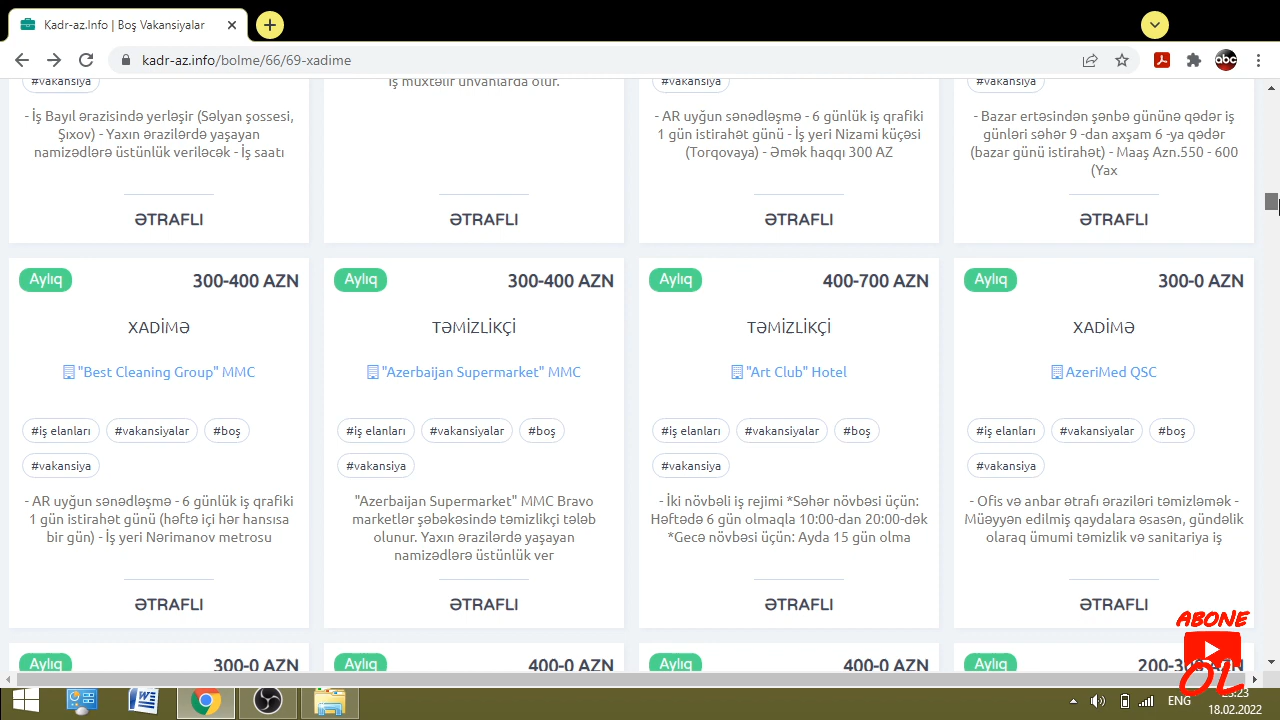 Kadr-az.Info | Boş Vakansiyalar
kadr-az.info/bolme/66/69-xadime
abc
#vakansiya
İş müxtəlif ünvanlarda olur.
#vakansiya
#vakansiya
- İş Bayıl ərazisində yerləşir (Səlyan şossesi,
Şıxov) - Yaxın ərazilərdə yaşayan
namizədlərə üstünlük veriləcək - İş saatı
- AR uyğun sənədləşmə - 6 günlük iş qrafiki
1 gün istirahət günü - İş yeri Nizami küçəsi
(Torqovaya) - Əmək haqqı 300 AZ
- Bazar ertəsindən şənbə gününə qədər iş
günləri səhər 9 -dan axşam 6 -ya qədər
(bazar günü istirahət) - Maaş Azn.550 - 600
(Yax
ƏTRAFLI
ƏTRAFLI
ƏTRAFLI
ƏTRAFLI
Aylıq
300-400 AZN
XADİMƏ
"Best Cleaning Group" MMC
#iş elanları #vakansiyalar #boş
#vakansiya
- AR uyğun sənədləşmə - 6 günlük iş qrafiki
1 gün istirahət günü (həftə içi hər hansısa
bir gün) - İş yeri Nərimanov metrosu
ƏTRAFLI
Aylıq
300-400 AZN
TƏMİZLİKÇİ
"Azerbaijan Supermarket" MMC
#iş elanları #vakansiyalar #boş
#vakansiya
"Azerbaijan Supermarket" MMC Bravo
marketlər şəbəkəsində təmizlikçi tələb
olunur. Yaxın ərazilərdə yaşayan
namizədlərə üstünlük ver
ƏTRAFLI
Aylıq
400-700 AZN
TƏMİZLİKÇİ
"Art Club" Hotel
#iş elanları #vakansiyalar #boş
#vakansiya
- İki növbəli iş rejimi *Səhər növbəsi üçün:
Həftədə 6 gün olmaqla 10:00-dan 20:00-dək
*Gecə növbəsi üçün: Ayda 15 gün olma
ƏTRAFLI
Aylıq
300-0 AZN
XADİMƏ
AzeriMed QSC
#iş elanları #vakansiyalar #boş
#vakansiya
- Ofis və anbar ətrafı əraziləri təmizləmək -
Müəyyən edilmiş qaydalara əsasən, gündəlik
olaraq ümumi təmizlik və sanitariya iş
ƏTRAFLI
Aylıq 300-0 AZN
Aylıq 400-0 AZN
Aylıq 400-0 AZN
Aylıq
ABONE
OL
ENG
18.02.2022